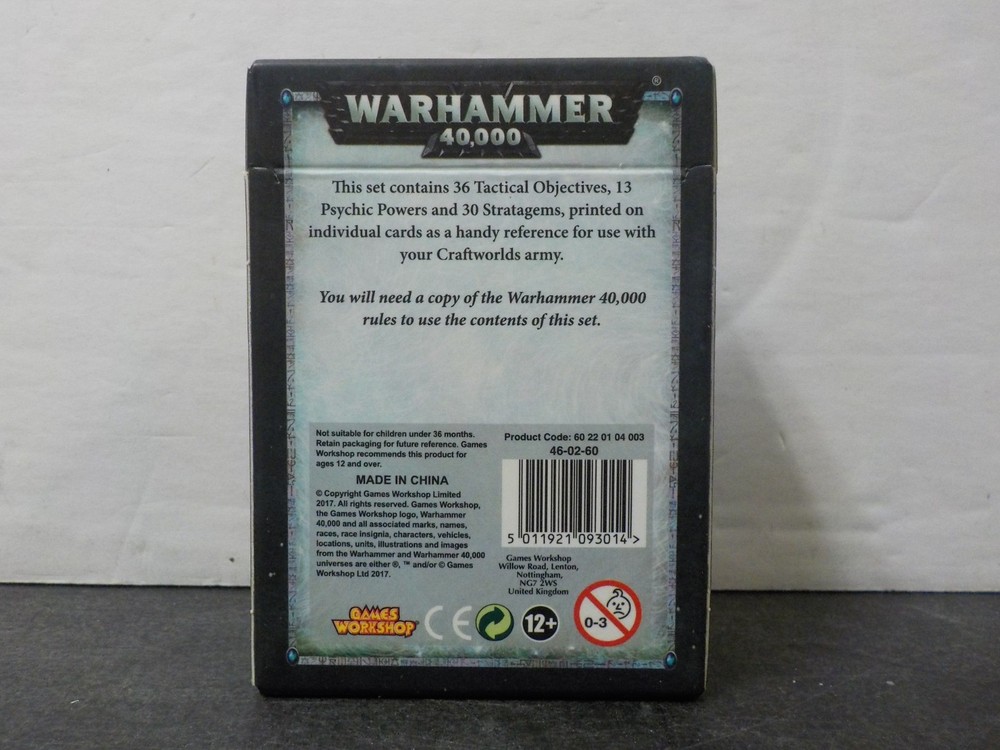 WARHAMMER
®
40,000
This set contains 36 Tactical Objectives, 13
Psychic Powers and 30 Stratagems, printed on
individual cards as a handy reference for use with
your Craftworlds army.
You will need a copy of the Warhammer 40,000
rules to use the contents of this set.
Not suitable for children under 36 months.
Retain packaging for future reference. Games
Workshop recommends this product for
ages 12 and over.
MADE IN CHINA
© Copyright Games Workshop Limited
2017. All rights reserved. Games Workshop,
the Games Workshop logo, Warhammer
40,000 and all associated marks, names,
races, race insignia, characters, vehicles,
locations, units, illustrations and images
from the Warhammer and Warhammer 40,000
universes are either ®, ™ and/or © Games
Workshop Ltd 2017.
Product Code: 60 22 01 04 003
46-02-60
5 011921 093014 >
Games Workshop
Willow Road, Lenton,
Nottingham,
NG7 2WS
United Kingdom
GAMES
WORKSHOP
CE
12+
0-3